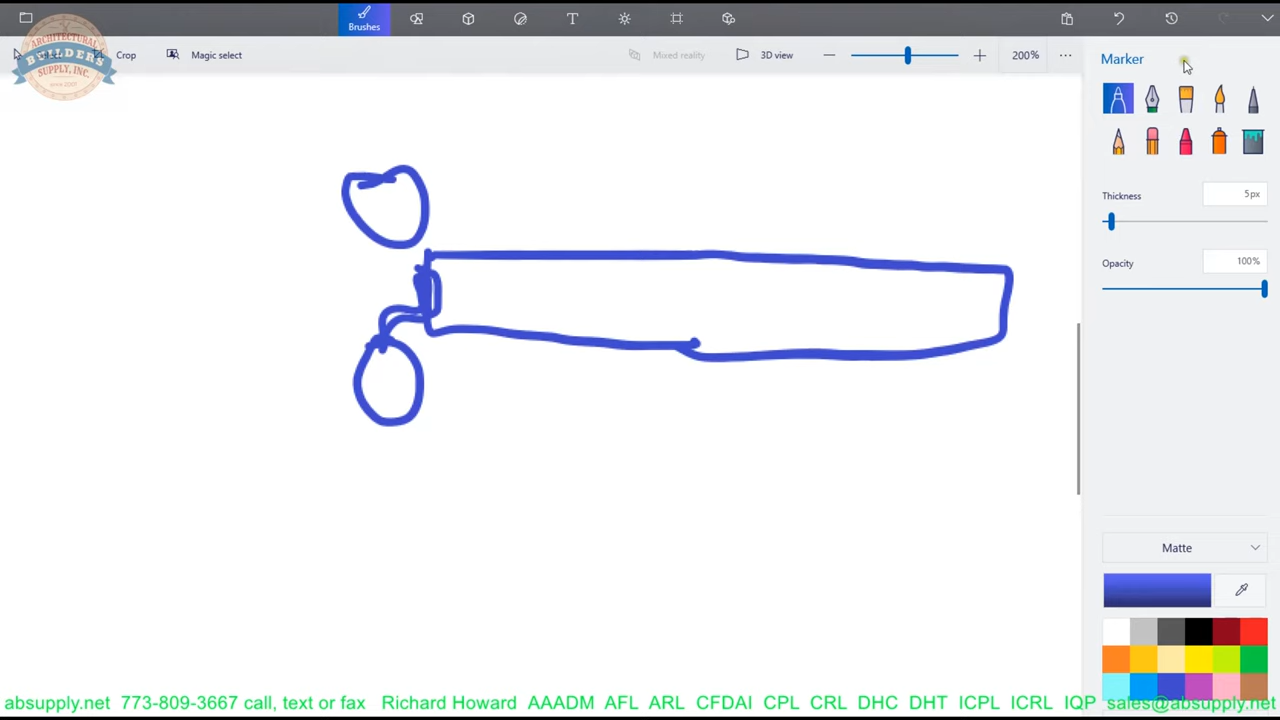 Brushes
ARCHITECTURAL
BUILDERS
SUPPLY, INC.
since 2007
Crop
Magic select
Mixed reality
3D view
200%
Marker
Thickness
5px
Opacity
100%
Matte
absupply.net 773-809-3667 call, text or fax Richard Howard AAADM AFL ARL CFDAI CPL CRL DHC DHT ICPL ICRL IQP sales@absupply.net